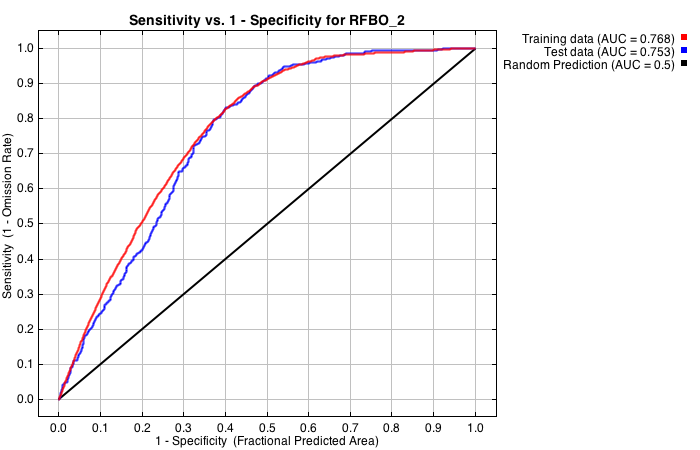 Sensitivity vs. 1 - Specificity for RFBO_2
Training data (AUC = 0.768)
Test data (AUC = 0.753)
Random Prediction (AUC = 0.5)
Sensitivity (1 - Omission Rate)
1.0
0.9
0.8
0.7
0.6
0.5
0.4
0.3
0.2
0.1
0.0
0.0 0.1 0.2 0.3 0.4 0.5 0.6 0.7 0.8 0.9 1.0
1 - Specificity (Fractional Predicted Area)